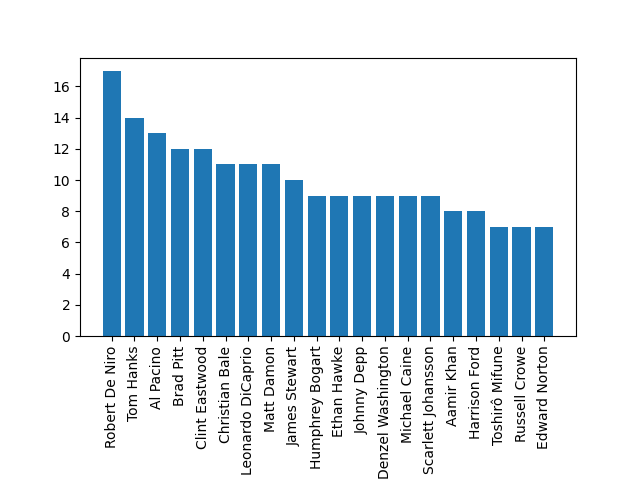 16
14
12
10
8
6
4
2
0
Robert De Niro
Tom Hanks
Al Pacino
Brad Pitt
Clint Eastwood
Christian Bale
Leonardo DiCaprio
Matt Damon
James Stewart
Humphrey Bogart
Ethan Hawke
Johnny Depp
Denzel Washington
Michael Caine
Scarlett Johansson
Aamir Khan
Harrison Ford
Toshirô Mifune
Russell Crowe
Edward Norton